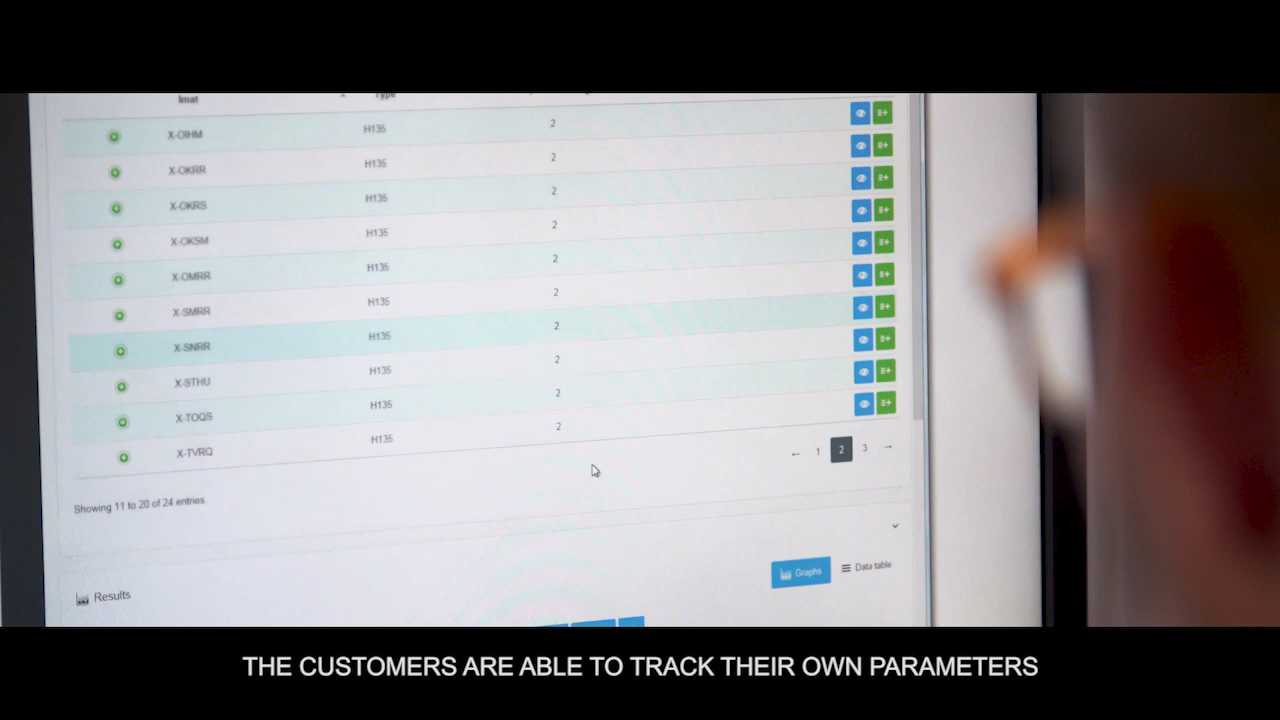 Imat Type
X-OIHM H135 2
X-OKRR H135 2
X-OKRS H135 2
X-OKSM H135 2
X-OMRR H135 2
X-SMRR H135 2
X-SNRR H135 2
X-STHU H135 2
X-TOQS H135 2
X-TVRQ H135 2
← 1 2 3 →
Showing 11 to 20 of 24 entries
Graphs Data table
Results
THE CUSTOMERS ARE ABLE TO TRACK THEIR OWN PARAMETERS